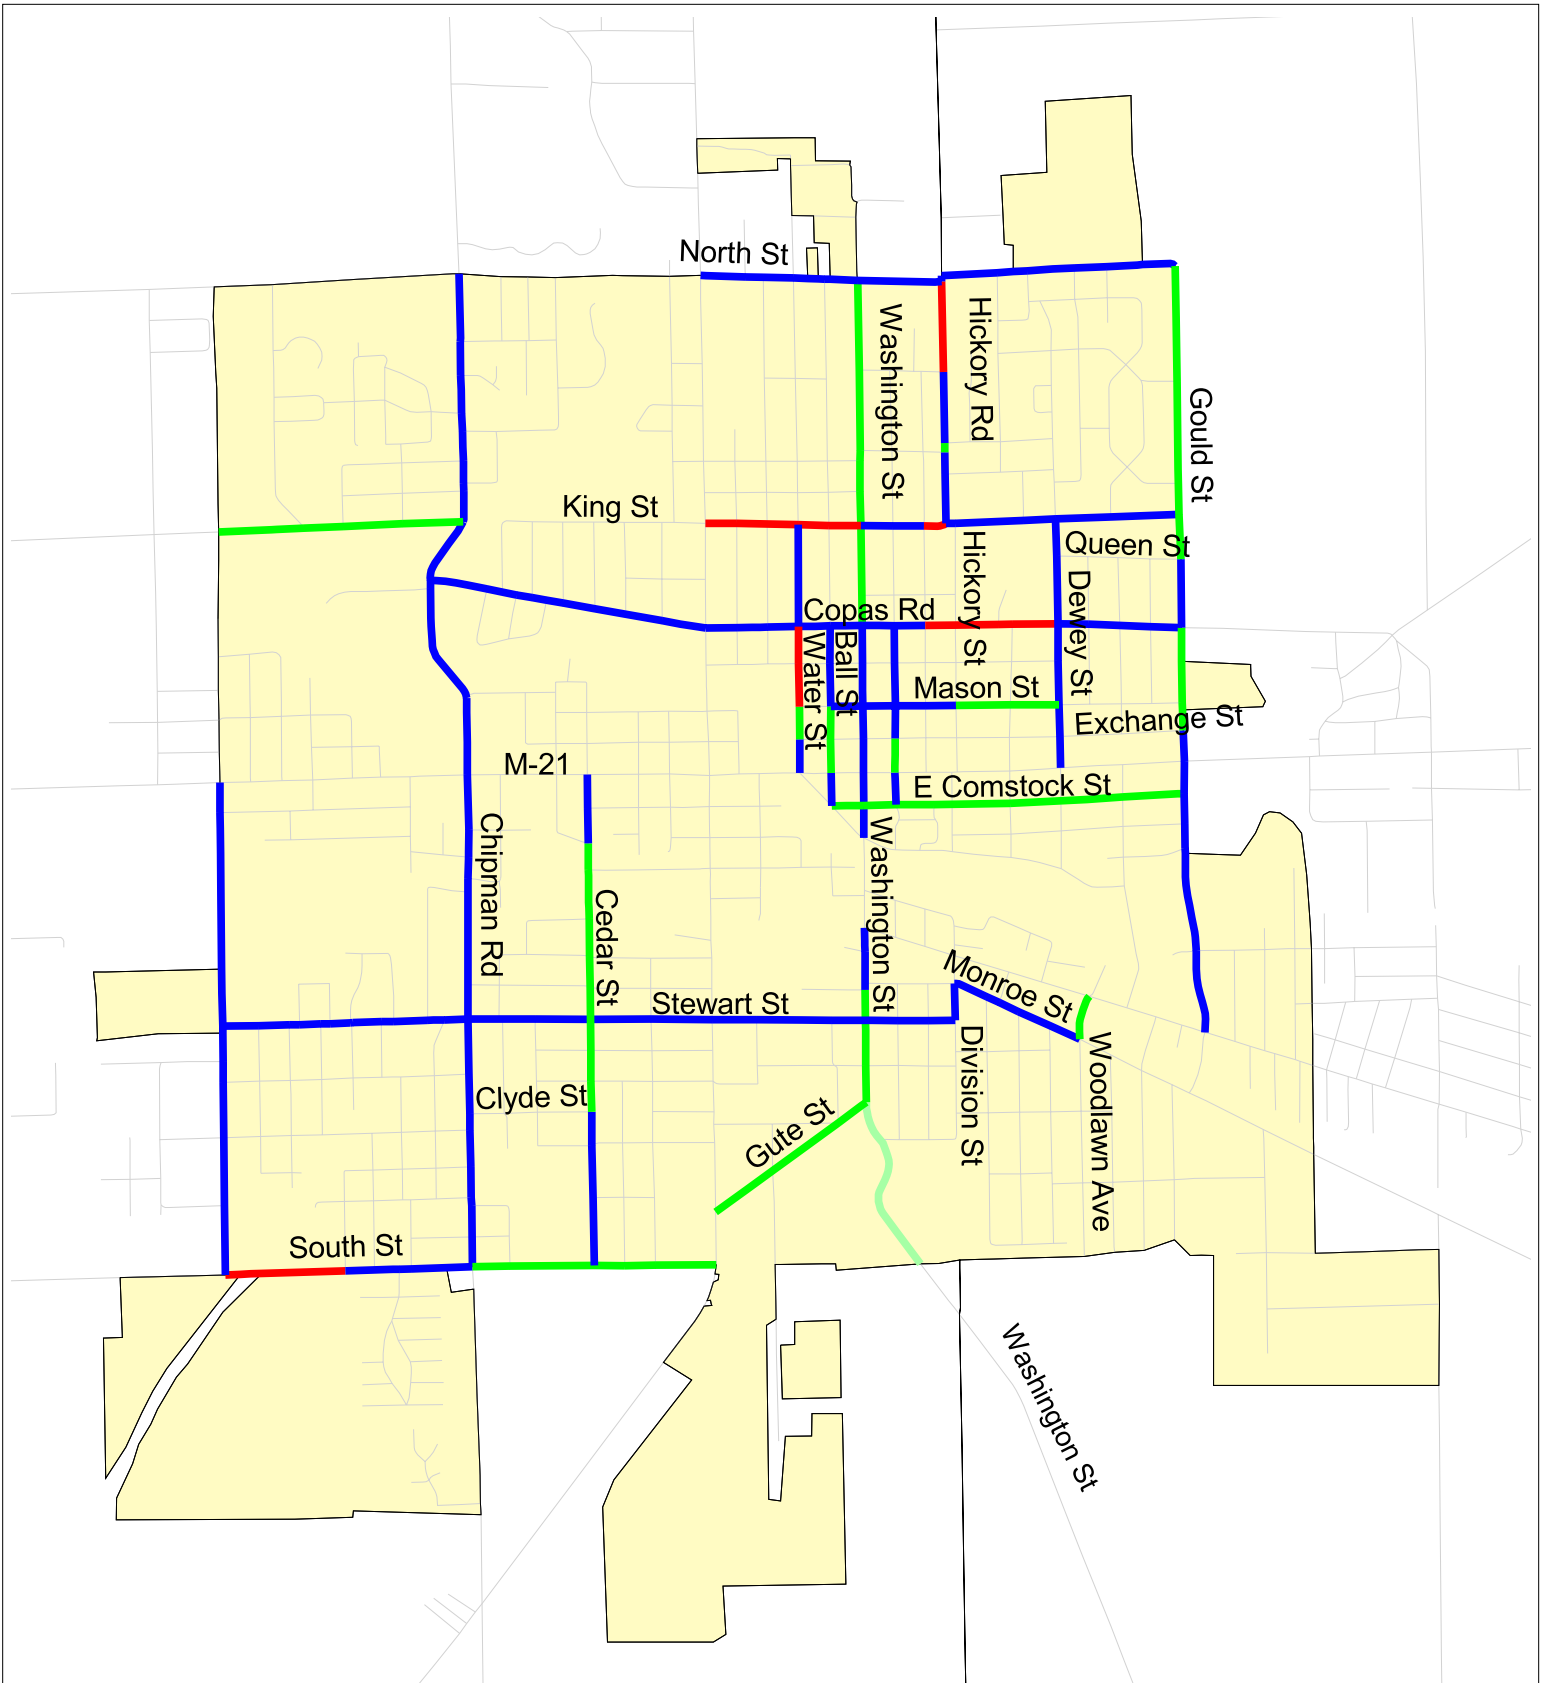 North St
Washington St
Hickory Rd
Gould St
King St
Queen St
Hickory St
Dewey St
Copas Rd
Water St
Ball St
Mason St
Exchange St
M-21
E Comstock St
Chipman Rd
Washington St
Cedar St
Monroe St
Stewart St
Division St
Woodlawn Ave
Clyde St
Gute St
South St
Washington St